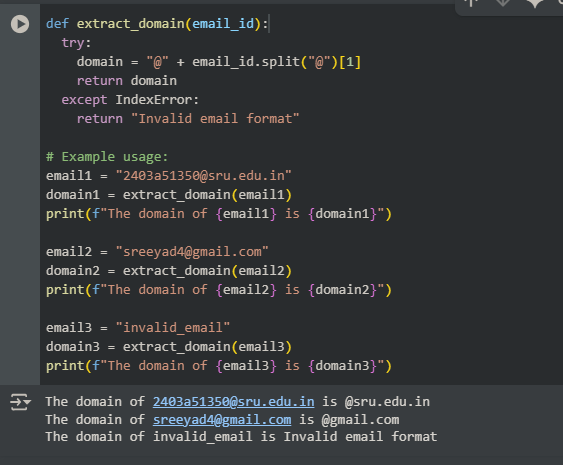 def extract_domain(email_id):
  try:
    domain = "@" + email_id.split("@")[1]
    return domain
  except IndexError:
    return "Invalid email format"

# Example usage:
email1 = "2403a51350@sru.edu.in"
domain1 = extract_domain(email1)
print(f"The domain of {email1} is {domain1}")

email2 = "sreeyad4@gmail.com"
domain2 = extract_domain(email2)
print(f"The domain of {email2} is {domain2}")

email3 = "invalid_email"
domain3 = extract_domain(email3)
print(f"The domain of {email3} is {domain3}")

The domain of 2403a51350@sru.edu.in is @sru.edu.in
The domain of sreeyad4@gmail.com is @gmail.com
The domain of invalid_email is Invalid email format